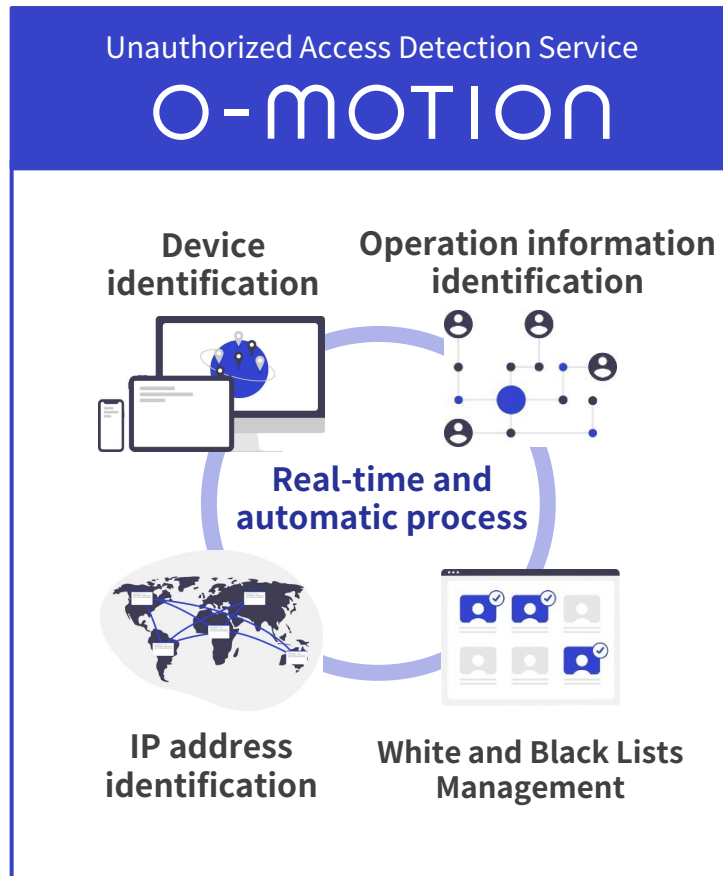 Unauthorized Access Detection Service
O-MOTION
Device
identification
Operation information
identification
Real-time and
automatic process
IP address
identification
White and Black Lists
Management